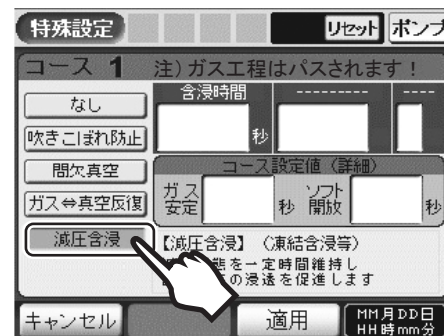 特殊設定 リセット ポンプ
コース 1 注）ガス工程はパスされます！
なし
吹きこぼれ防止
間欠真空
ガス⇔真空反復
減圧含浸
含浸時間 --------- ----
秒
コース設定値（詳細）
ガス安定 秒 ソフト開放 秒
【減圧含浸】（凍結含浸等）
態を一定時間維持し
の浸透を促進します
キャンセル 適用 MM月DD日
HH時mm分